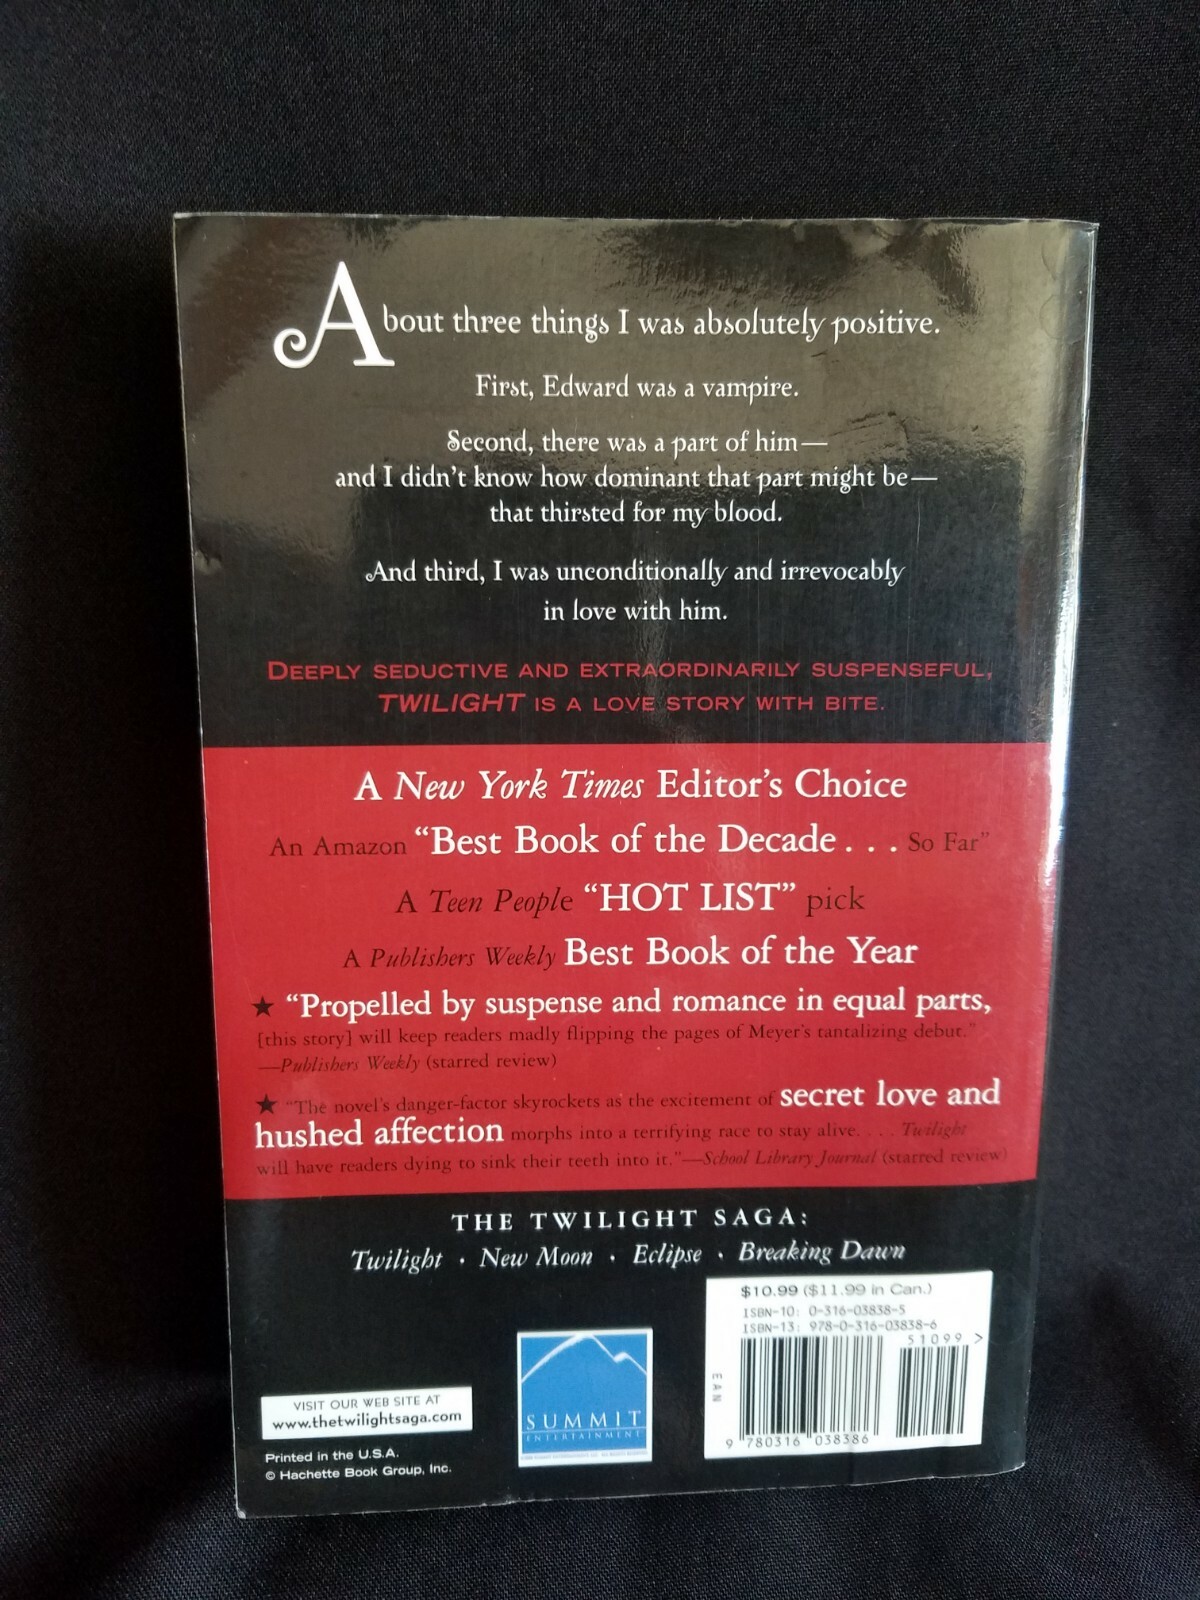 About three things I was absolutely positive.
First, Edward was a vampire.
Second, there was a part of him—
and I didn't know how dominant that part might be—
that thirsted for my blood.
And third, I was unconditionally and irrevocably
in love with him.
DEEPLY SEDUCTIVE AND EXTRAORDINARILY SUSPENSEFUL,
TWILIGHT IS A LOVE STORY WITH BITE.
A New York Times Editor's Choice
An Amazon “Best Book of the Decade . . . So Far”
A Teen People “HOT LIST” pick
A Publishers Weekly Best Book of the Year
★ “Propelled by suspense and romance in equal parts,
[this story] will keep readers madly flipping the pages of Meyer's tantalizing debut.”
—Publishers Weekly (starred review)
★ “The novel's danger-factor skyrockets as the excitement of secret love and
hushed affection morphs into a terrifying race to stay alive. . . . Twilight
will have readers dying to sink their teeth into it.”—School Library Journal (starred review)
THE TWILIGHT SAGA:
Twilight · New Moon · Eclipse · Breaking Dawn
$10.99 ($11.99 in Can.)
ISBN-10: 0-316-03838-5
ISBN-13: 978-0-316-03838-6
51099 >
EAN
9 780316 038386
SUMMIT
ENTERTAINMENT
VISIT OUR WEB SITE AT
www.thetwilightsaga.com
Printed in the U.S.A.
© Hachette Book Group, Inc.